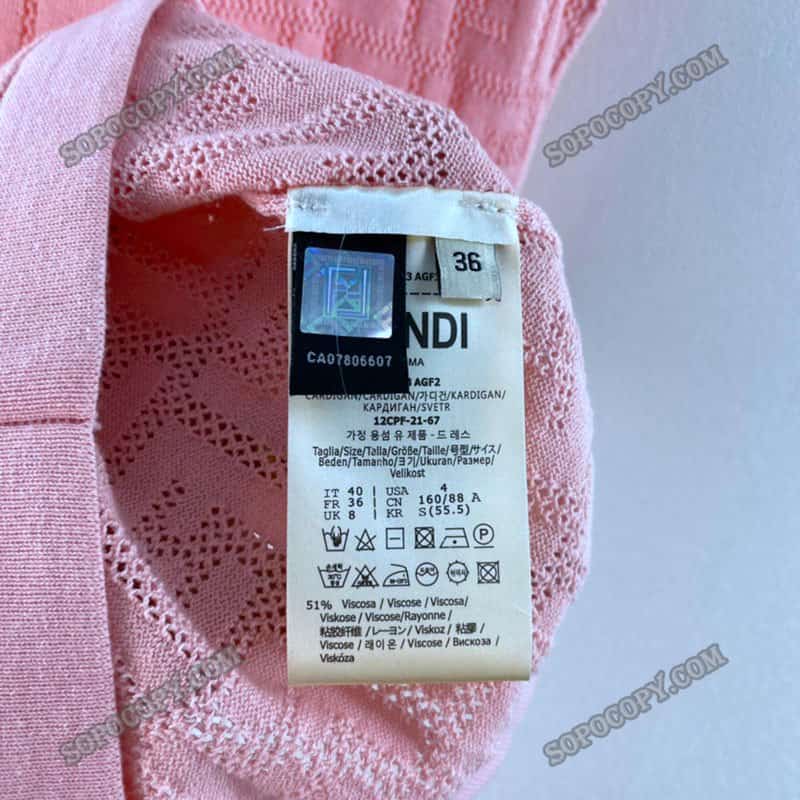 SOPOCOPY.COM
SOPOCOPY.COM
36
3 AGF
NDI
CA07806607
MA
AGF2
CARDIGAN/CARDIGAN/가디건/KARDIGAN/
КАРДИГАН/SVETR
12CPF-21-67
가정 용섬 유 제품 - 드 레스
Taglia/Size/Talla/Größe/Taille/号型/サイズ/
Beden/Tamanho/크기/Ukuran/Размер/
Velikost
IT 40 USA 4
FR 36 CN 160/88 A
UK 8 KR S(55.5)
P
51% Viscosa / Viscose / Viscosa/
Viskose / Viscose/Rayonne /
粘胶纤维 /レーヨン/ Viskoz / 粘膠 /
Viscose / 레이온 / Viscose / Вискоза /
Viskóza
SOPOCOPY.COM
SOPOCOPY.COM